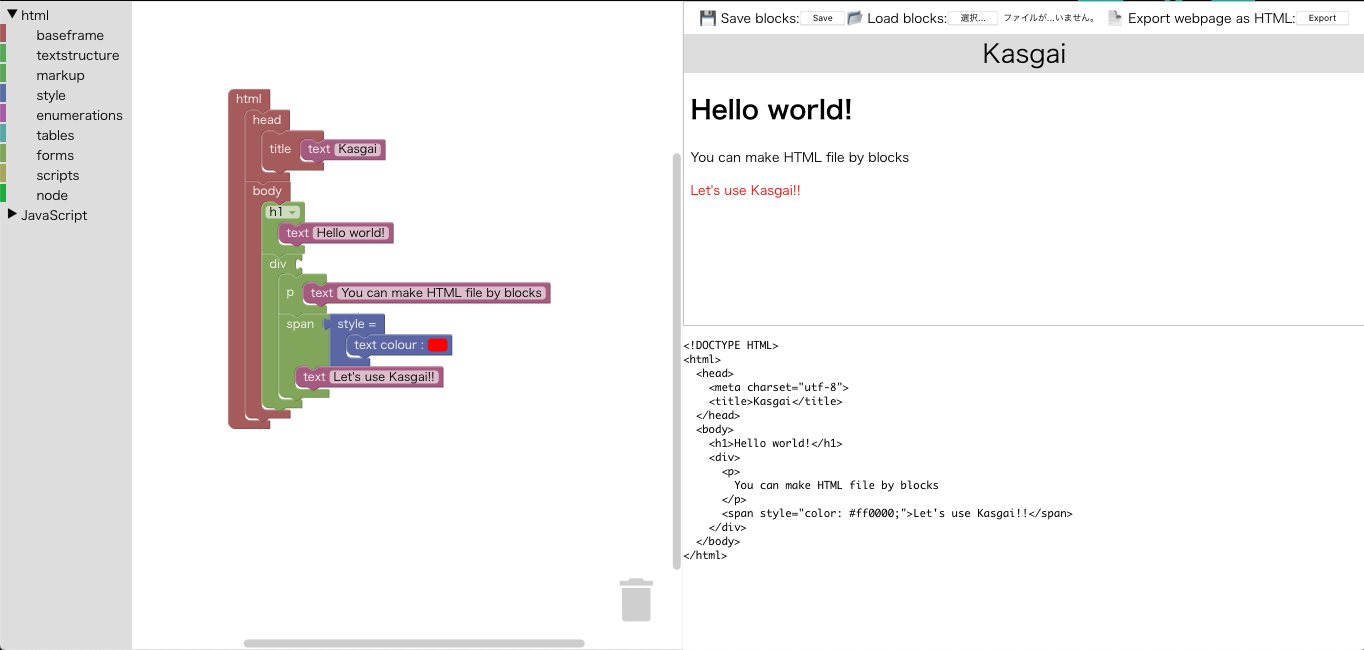 html
baseframe
textstructure
markup
style
enumerations
tables
forms
scripts
node
JavaScript
html
head
title text Kasgai
body
h1
text Hello world!
div
p text You can make HTML file by blocks
span style =
text colour :
text Let's use Kasgai!!
Save blocks: Save Load blocks: 選択... ファイルが...いません。 Export webpage as HTML: Export
Kasgai
Hello world!
You can make HTML file by blocks
Let's use Kasgai!!
<!DOCTYPE HTML>
<html>
<head>
<meta charset="utf-8">
<title>Kasgai</title>
</head>
<body>
<h1>Hello world!</h1>
<div>
<p>
You can make HTML file by blocks
</p>
<span style="color: #ff0000;">Let's use Kasgai!!</span>
</div>
</body>
</html>